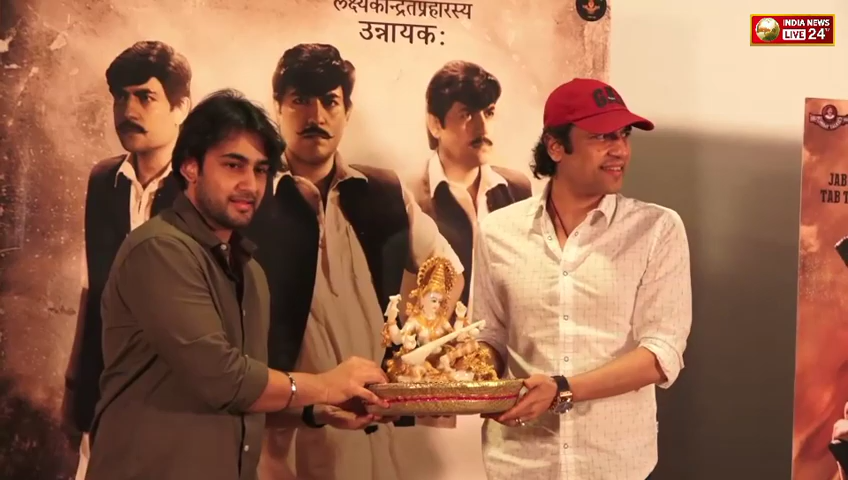 लक्ष्यकेन्द्रितप्रहारस्य
उन्नायक:
INDIA NEWS
LIVE 24
JAB
TAB T